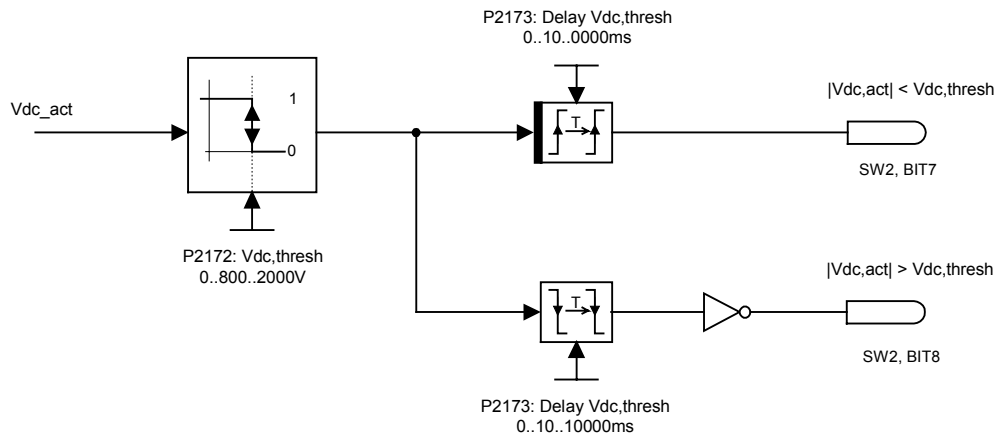 P2173: Delay Vdc,thresh
0..10..0000ms
Vdc_act
1
0
|Vdc,act| < Vdc,thresh
T
SW2, BIT7
P2172: Vdc,thresh
0..800..2000V
|Vdc,act| > Vdc,thresh
T
SW2, BIT8
P2173: Delay Vdc,thresh
0..10..10000ms